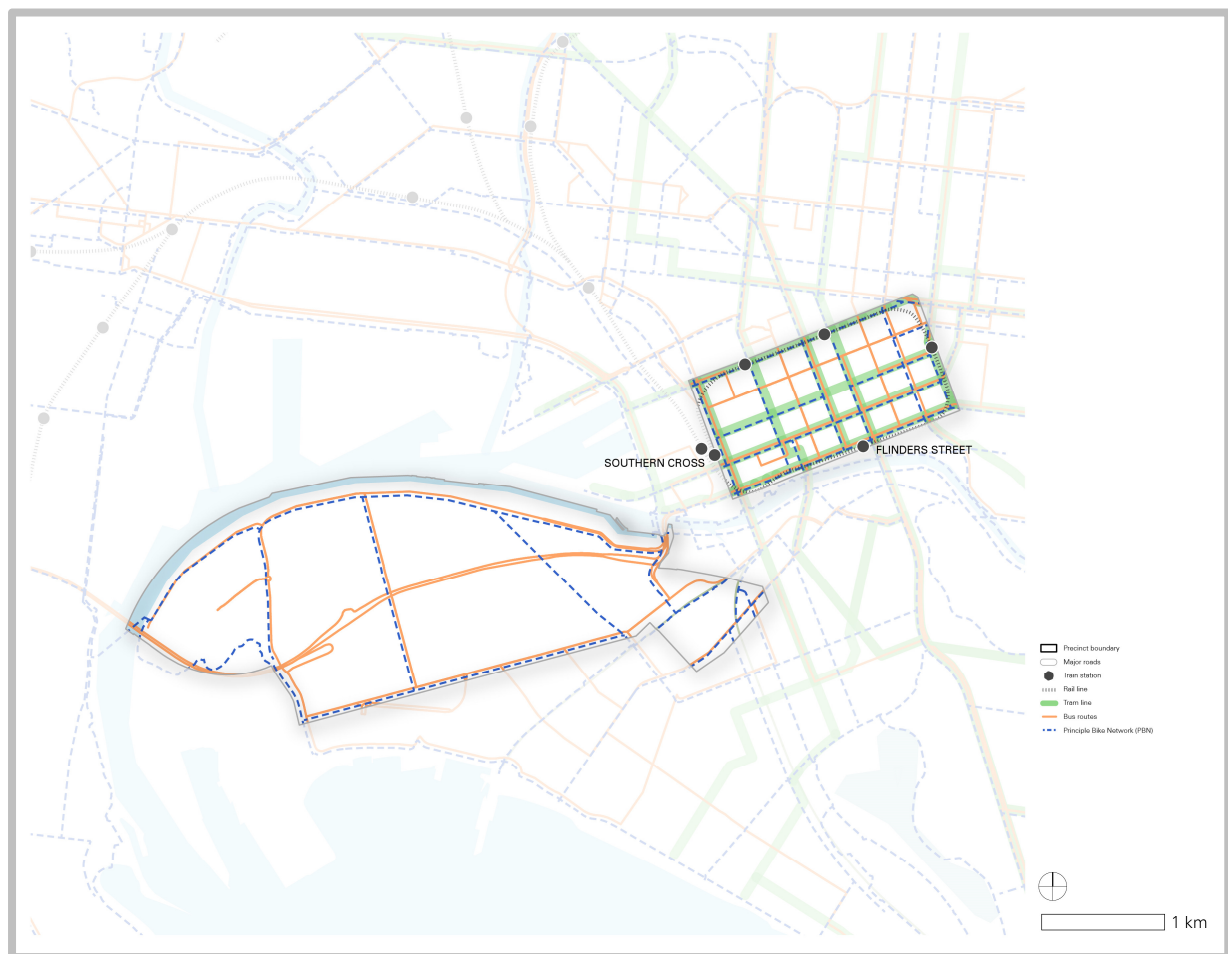 SOUTHERN CROSS
FLINDERS STREET
Precinct boundary
Major roads
Train station
Rail line
Tram line
Bus routes
Principle Bike Network (PBN)
1 km